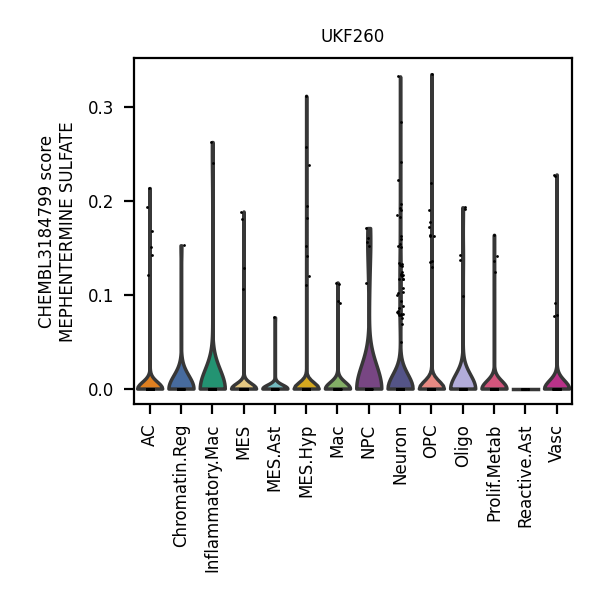 UKF260
CHEMBL3184799 score
MEPHENTERMINE SULFATE
0.3
0.2
0.1
0.0
AC
Chromatin.Reg
Inflammatory.Mac
MES
MES.Ast
MES.Hyp
Mac
NPC
Neuron
OPC
Oligo
Prolif.Metab
Reactive.Ast
Vasc